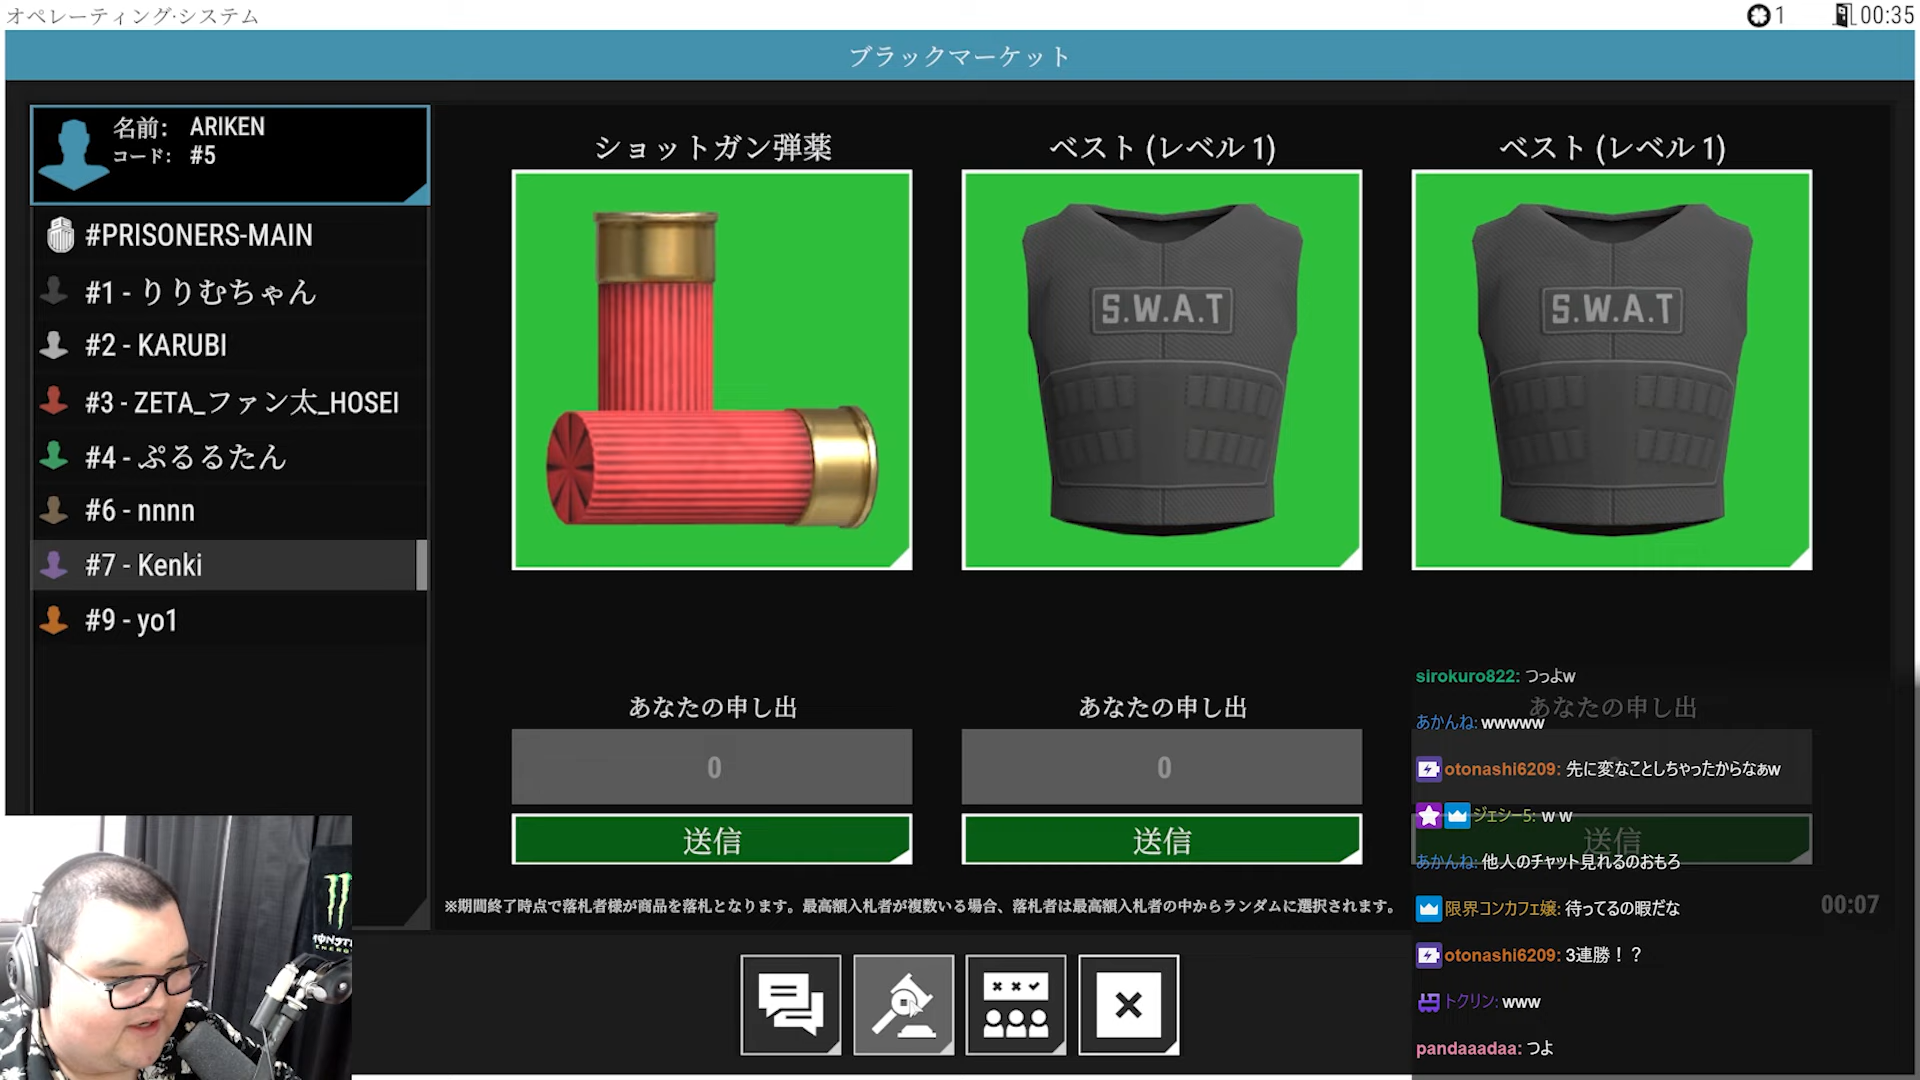 オペレーティング·システム
1
00:35
ブラックマーケット
名前: ARIKEN
コード: #5
#PRISONERS-MAIN
#1 - りりむちゃん
#2 - KARUBI
#3 - ZETA_ファン太_HOSEI
#4 - ぷるるたん
#6 - nnnn
#7 - Kenki
#9 - yo1
ショットガン弾薬
ベスト (レベル 1)
ベスト (レベル 1)
S.W.A.T
S.W.A.T
あなたの申し出
あなたの申し出
あなたの申し出
0
0
送信
送信
送信
※期間終了時点で落札者様が商品を落札となります。最高額入札者が複数いる場合、落札者は最高額入札者の中からランダムに選択されます。
00:07
sirokuro822: つっよw
あかんね: wwwww
otonashi6209: 先に変なことしちゃったからなぁw
ジェシー5: w w
あかんね: 他人のチャット見れるのおもろ
限界コンカフェ嬢: 待ってるの暇だな
otonashi6209: 3連勝！？
トクリン: www
pandaaadaa: つよ